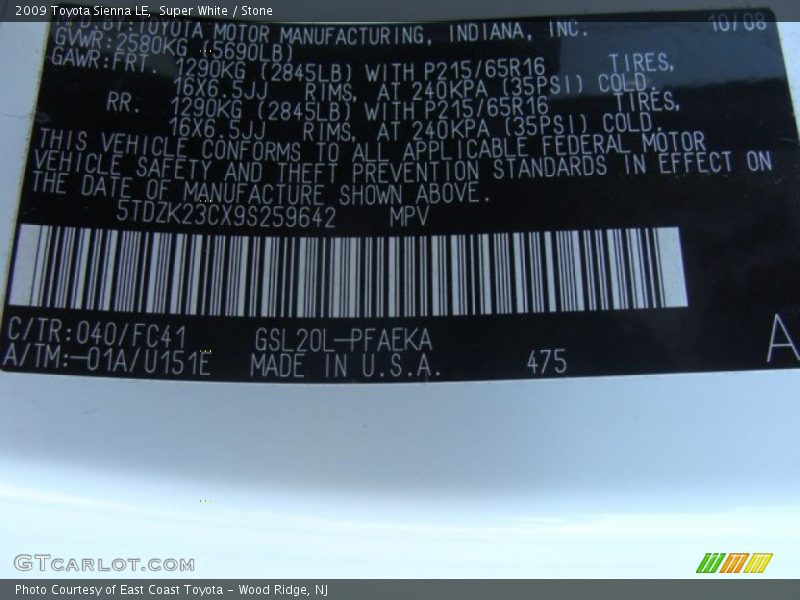 2009 Toyota Sienna LE, Super White / Stone
BY:TOYOTA MOTOR MANUFACTURING, INDIANA, INC. 10/08
GVWR:2580KG (5690LB)
GAWR:FRT. 1290KG (2845LB) WITH P215/65R16 TIRES,
16X6.5JJ RIMS, AT 240KPA (35PSI) COLD.
RR. 1290KG (2845LB) WITH P215/65R16 TIRES,
16X6.5JJ RIMS, AT 240KPA (35PSI) COLD.
THIS VEHICLE CONFORMS TO ALL APPLICABLE FEDERAL MOTOR
VEHICLE SAFETY AND THEFT PREVENTION STANDARDS IN EFFECT ON
THE DATE OF MANUFACTURE SHOWN ABOVE.
5TDZK23CX9S259642 MPV
C/TR:040/FC41 GSL20L-PFAEKA A
A/TM:-01A/U151E MADE IN U.S.A. 475
GTCARLOT.COM
Photo Courtesy of East Coast Toyota - Wood Ridge, NJ